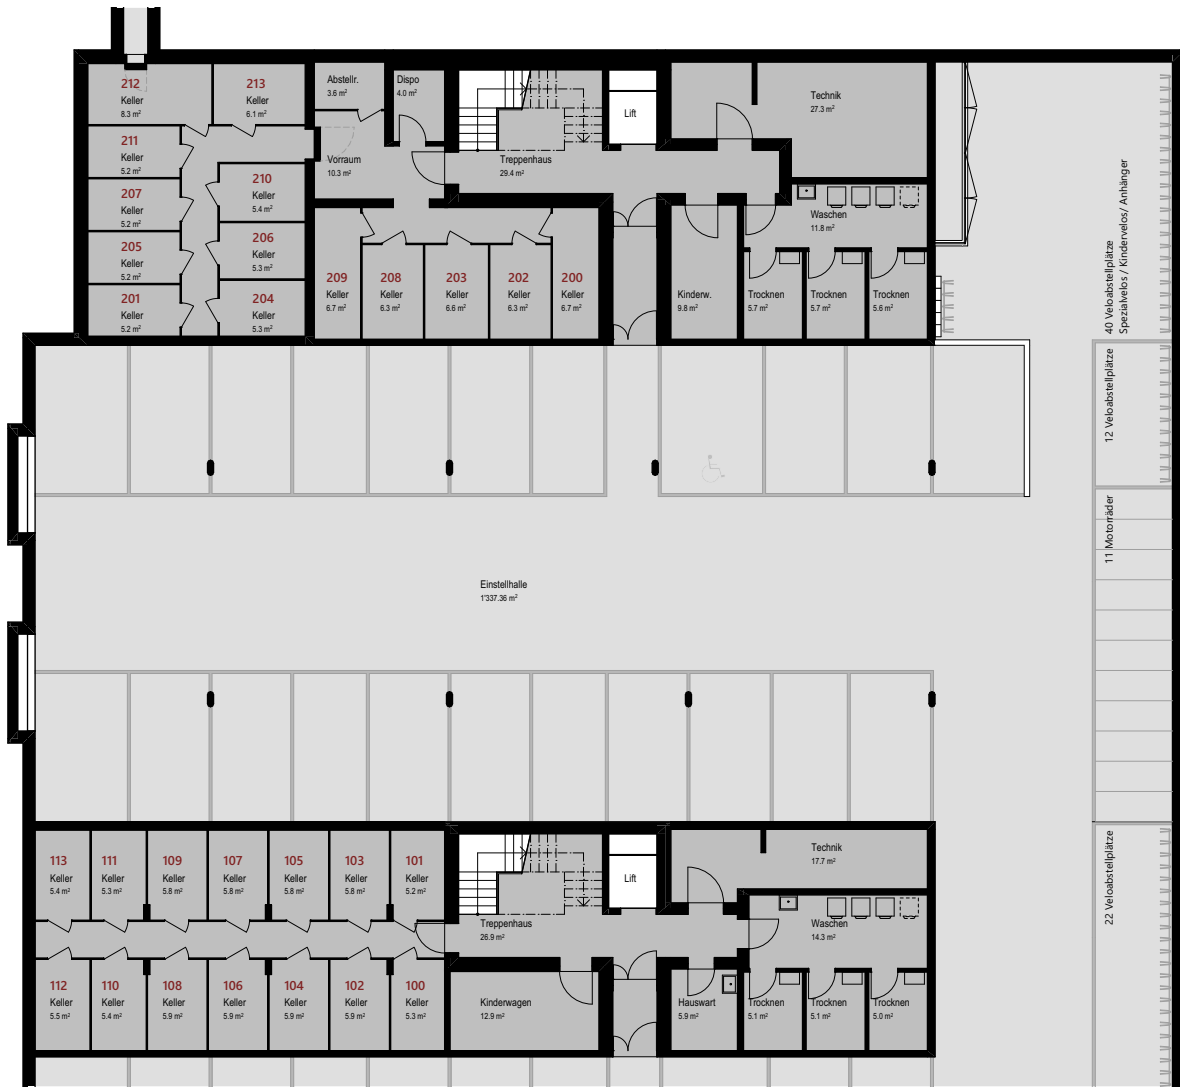 212
Keller
8.3 m²
213
Keller
6.1 m²
Abstellr.
3.6 m²
Dispo
4.0 m²
Lift
Technik
27.3 m²
211
Keller
5.2 m²
210
Keller
5.4 m²
Vorraum
10.3 m²
Treppenhaus
29.4 m²
207
Keller
5.2 m²
206
Keller
5.3 m²
Waschen
11.8 m²
205
Keller
5.2 m²
204
Keller
5.3 m²
201
Keller
5.2 m²
209
Keller
6.7 m²
208
Keller
6.3 m²
203
Keller
6.6 m²
202
Keller
6.3 m²
200
Keller
6.7 m²
Kinderw.
9.8 m²
Trocknen
5.7 m²
Trocknen
5.7 m²
Trocknen
5.6 m²
40 Veloabstellplätze
Spezialvelos / Kindervelos/ Anhänger
12 Veloabstellplätze
11 Motorräder
Einstellhalle
1'337.36 m²
113
Keller
5.4 m²
111
Keller
5.3 m²
109
Keller
5.8 m²
107
Keller
5.8 m²
105
Keller
5.8 m²
103
Keller
5.8 m²
101
Keller
5.2 m²
Lift
Technik
17.7 m²
Treppenhaus
26.9 m²
Waschen
14.3 m²
22 Veloabstellplätze
112
Keller
5.5 m²
110
Keller
5.4 m²
108
Keller
5.9 m²
106
Keller
5.9 m²
104
Keller
5.9 m²
102
Keller
5.9 m²
100
Keller
5.3 m²
Kinderwagen
12.9 m²
Hauswart
5.9 m²
Trocknen
5.1 m²
Trocknen
5.1 m²
Trocknen
5.0 m²